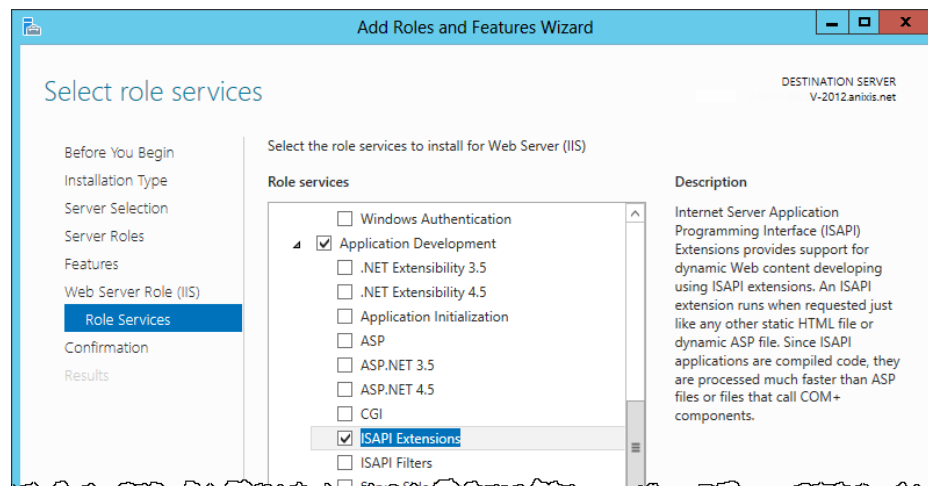 Add Roles and Features Wizard
Select role services
DESTINATION SERVER
V-2012.anixis.net
Before You Begin
Installation Type
Server Selection
Server Roles
Features
Web Server Role (IIS)
Role Services
Confirmation
Results
Select the role services to install for Web Server (IIS)
Role services
Windows Authentication
Application Development
.NET Extensibility 3.5
.NET Extensibility 4.5
Application Initialization
ASP
ASP.NET 3.5
ASP.NET 4.5
CGI
ISAPI Extensions
ISAPI Filters
Description
Internet Server Application
Programming Interface (ISAPI)
Extensions provides support for
dynamic Web content developing
using ISAPI extensions. An ISAPI
extension runs when requested just
like any other static HTML file or
dynamic ASP file. Since ISAPI
applications are compiled code, they
are processed much faster than ASP
files or files that call COM+
components.